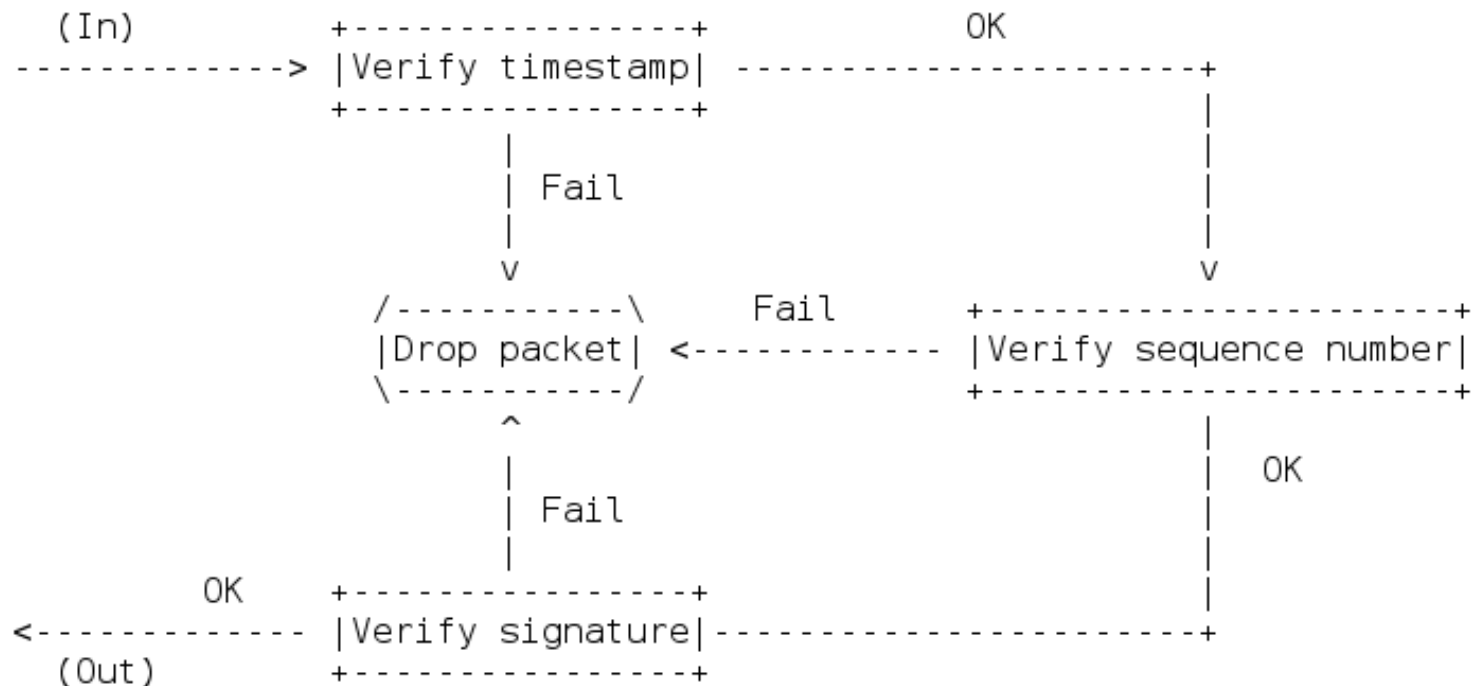 (In) OK
Verify timestamp
Fail
Fail
Drop packet Verify sequence number
OK
Fail
OK
Verify signature
(Out)